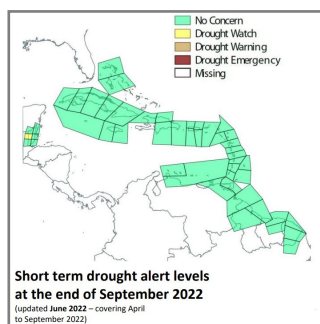 No Concern
Drought Watch
Drought Warning
Drought Emergency
Missing
Short term drought alert levels
at the end of September 2022
(updated June 2022 – covering April
to September 2022)